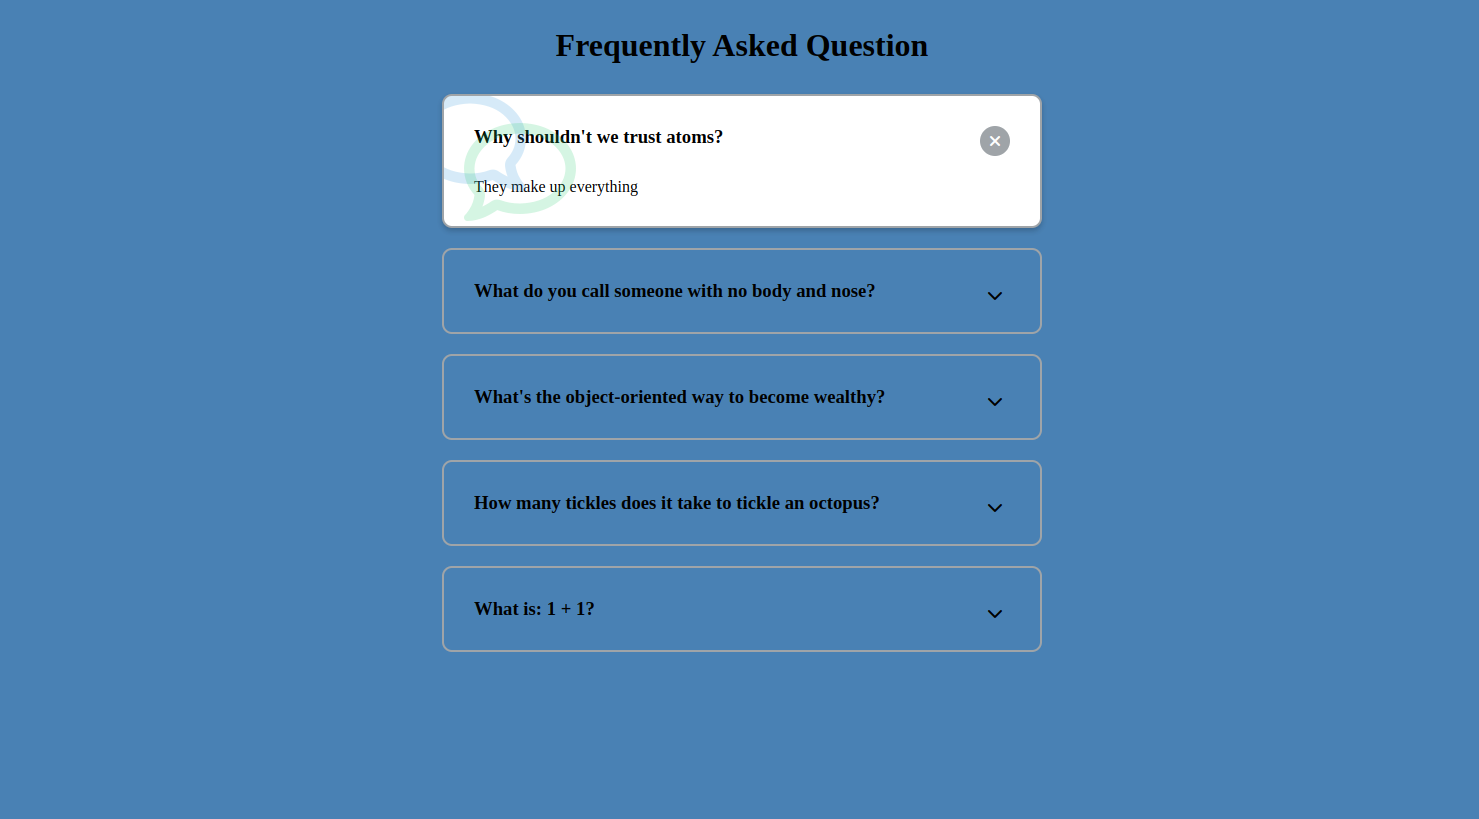 Frequently Asked Question
Why shouldn't we trust atoms?
They make up everything
What do you call someone with no body and nose?
What's the object-oriented way to become wealthy?
How many tickles does it take to tickle an octopus?
What is: 1 + 1?